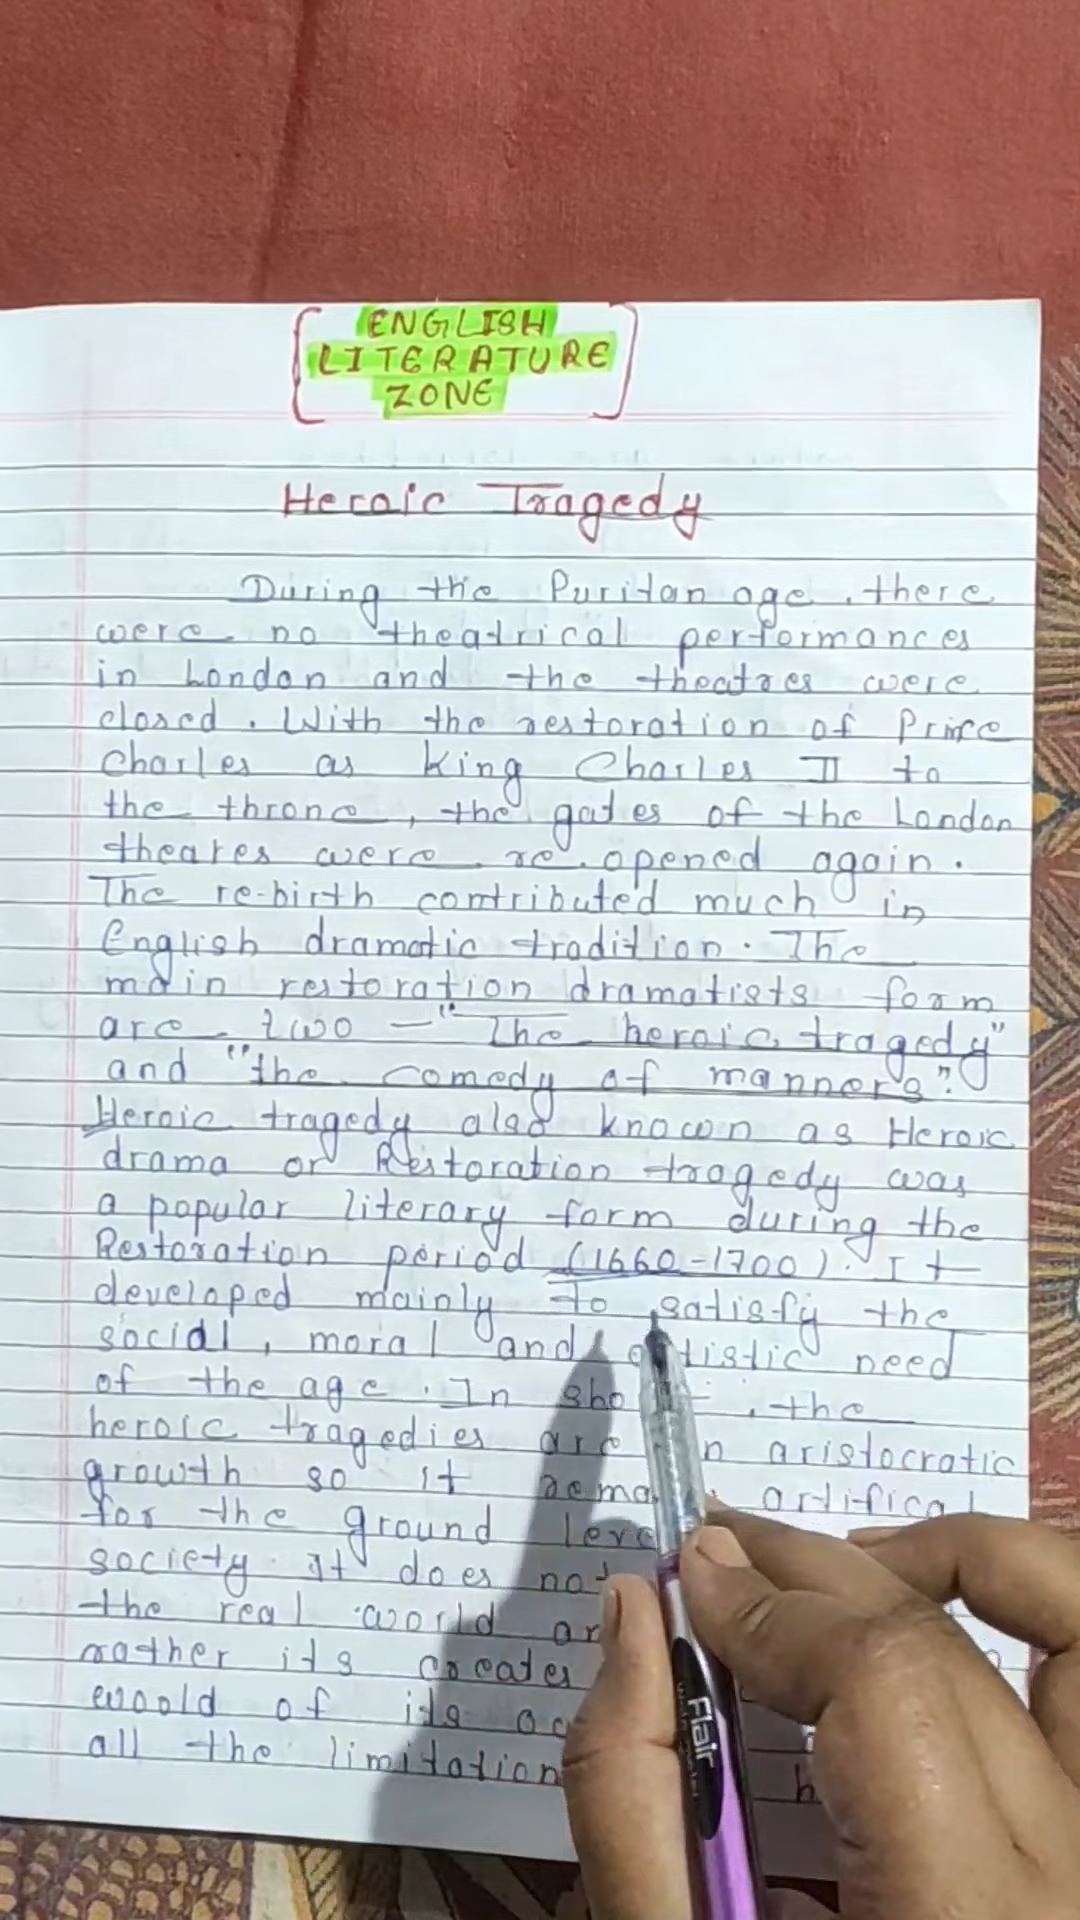 ENGLISH
LITERATURE
ZONE
Heroic Tragedy
During the Puritan age, there
were no theatrical performances
in London and the theatres were
closed. With the restoration of Prince
Charles as King Charles II to
the throne, the gates of the London
theatres were re opened again.
The re-birth contributed much in
English dramatic tradition. The
main restoration dramatists form
are two - "The heroic tragedy"
and "the comedy of manners".
Heroic tragedy also known as Heroic
drama or Restoration tragedy was
a popular literary form during the
Restoration period (1660-1700). It
developed mainly to satisfy the
social, moral and artistic need
of the age. In , the
heroic tragedies are aristocratic
growth so it artifical
for the ground
society. It does not
the real world
rather its creates
woold of its
all the limitation
Flair